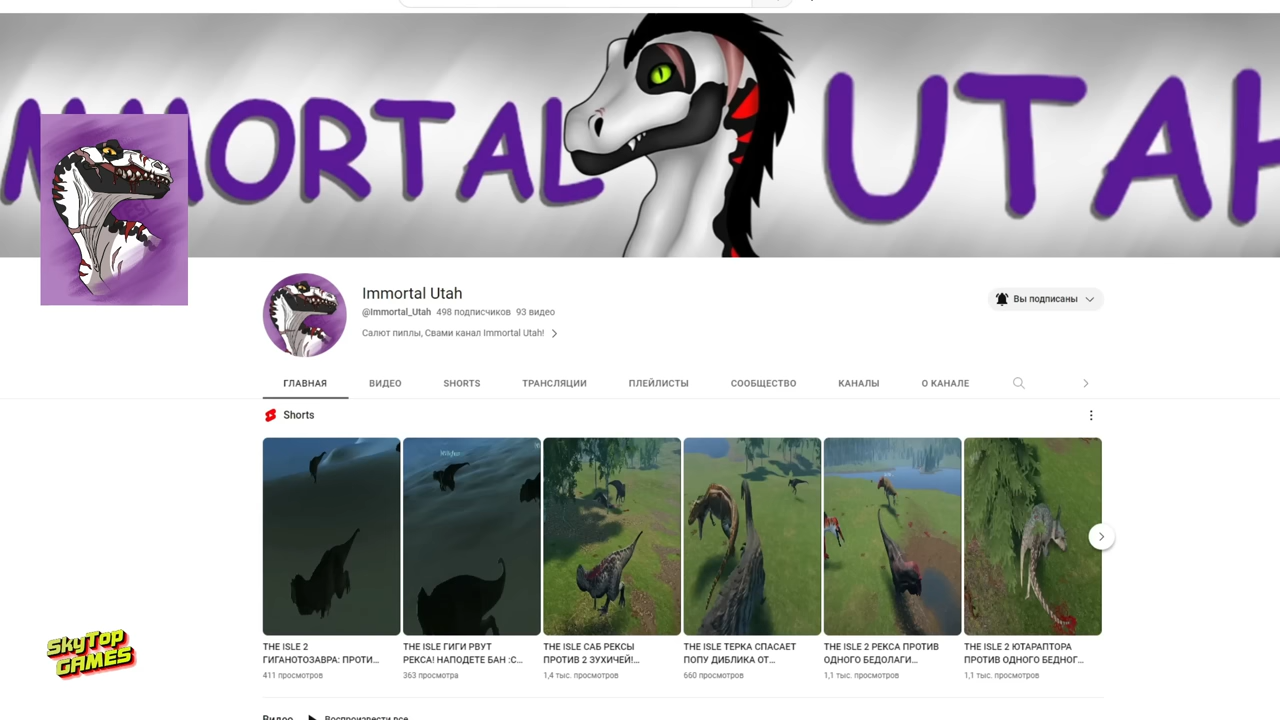 IMMORTAL UTAH
Immortal Utah
@Immortal_Utah 498 подписчиков 93 видео
Вы подписаны
Салют пиплы, Свами канал Immortal Utah!
ГЛАВНАЯ ВИДЕО SHORTS ТРАНСЛЯЦИИ ПЛЕЙЛИСТЫ СООБЩЕСТВО КАНАЛЫ О КАНАЛЕ
Shorts
THE ISLE 2
ГИГАНОТОЗАВРА: ПРОТИ...
411 просмотров
THE ISLE ГИГИ РВУТ
РЕКСА! НАПОДЕТЕ БАН :С...
363 просмотра
THE ISLE САБ РЕКСЫ
ПРОТИВ 2 ЗУХИЧЕЙ!...
1,4 тыс. просмотров
THE ISLE ТЕРКА СПАСАЕТ
ПОПУ ДИБЛИКА ОТ...
660 просмотров
THE ISLE 2 РЕКСА ПРОТИВ
ОДНОГО БЕДОЛАГИ...
1,1 тыс. просмотров
THE ISLE 2 ЮТАРАПТОРА
ПРОТИВ ОДНОГО БЕДНОГ...
1,1 тыс. просмотров
SkyTop
GAMES
Видео Воспроизвести все